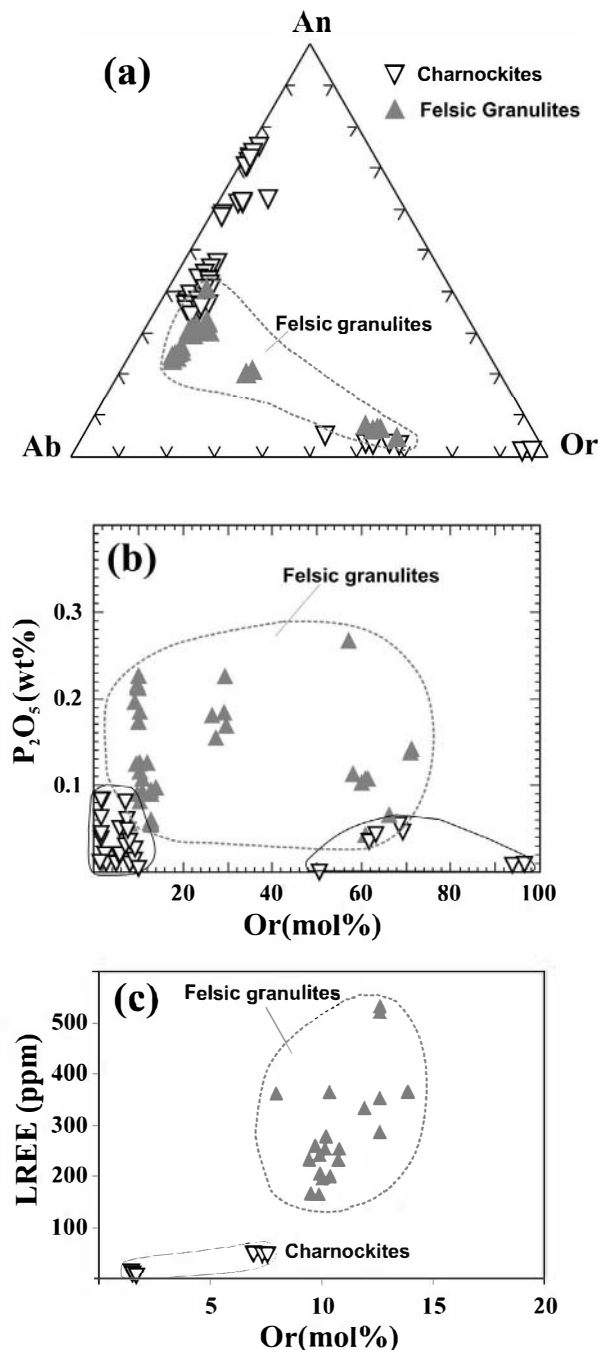 An
(a)
Charnockites
Felsic Granulites
Felsic granulites
Ab
Or
(b)
Felsic granulites
P₂O₅ (wt%)
0.3
0.2
0.1
20
40
60
80
100
Or(mol%)
(c)
Felsic granulites
LREE (ppm)
500
400
300
200
100
Charnockites
5
10
15
20
Or(mol%)